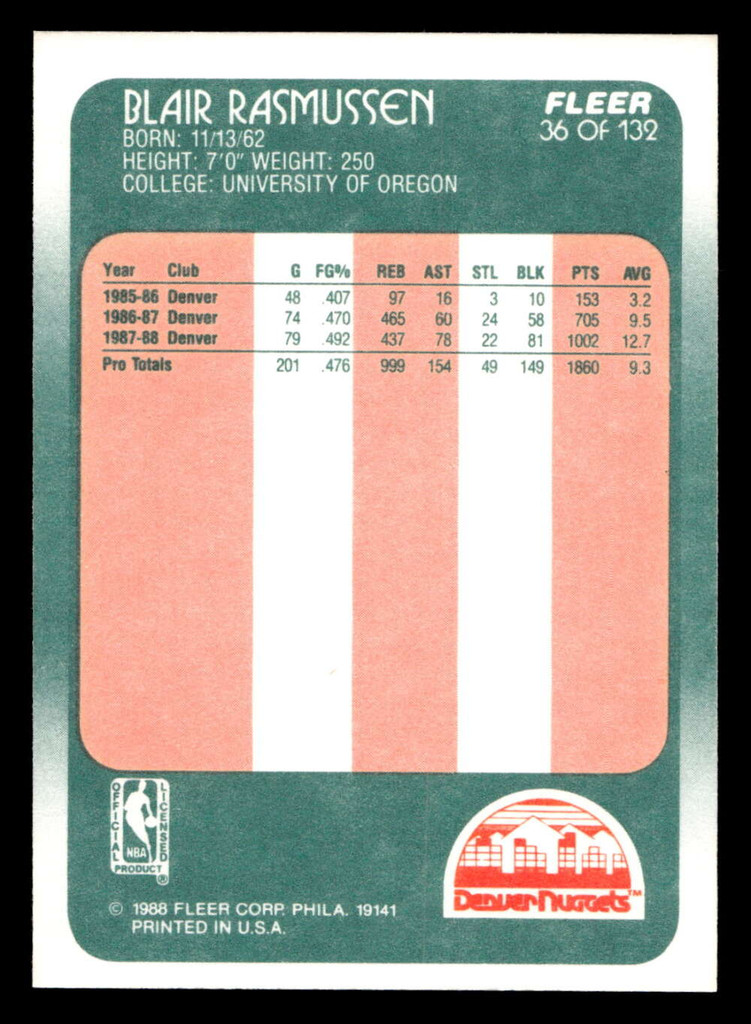 BLAIR RASMUSSEN
FLEER
36 OF 132
BORN: 11/13/62
HEIGHT: 7'0" WEIGHT: 250
COLLEGE: UNIVERSITY OF OREGON
Year Club G FG% REB AST STL BLK PTS AVG
1985-86 Denver 48 .407 97 16 3 10 153 3.2
1986-87 Denver 74 .470 465 60 24 58 705 9.5
1987-88 Denver 79 .492 437 78 22 81 1002 12.7
Pro Totals 201 .476 999 154 49 149 1860 9.3
OFFICIAL LICENSED
NBA
PRODUCT ®
Denver Nuggets ™
© 1988 FLEER CORP. PHILA. 19141
PRINTED IN U.S.A.